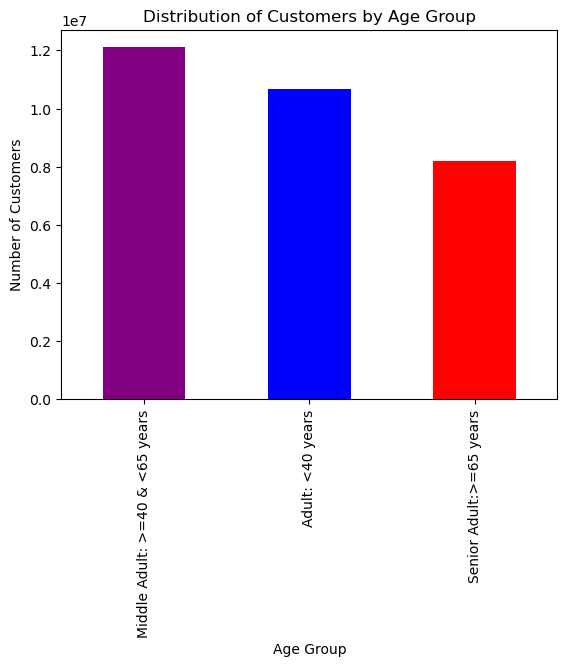 Distribution of Customers by Age Group
1e7
1.2
1.0
0.8
0.6
0.4
0.2
0.0
Number of Customers
Middle Adult: >=40 & <65 years
Adult: <40 years
Senior Adult:>=65 years
Age Group